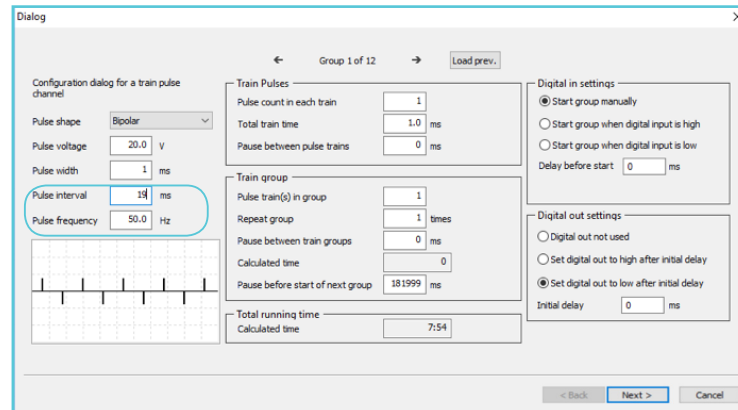 Dialog
← Group 1 of 12 → Load prev.
Configuration dialog for a train pulse
channel
Pulse shape Bipolar
Pulse voltage 20.0 V
Pulse width 1 ms
Pulse interval 19 ms
Pulse frequency 50.0 Hz
Train Pulses
Pulse count in each train 1
Total train time 1.0 ms
Pause between pulse trains 0 ms
Train group
Pulse train(s) in group 1
Repeat group 1 times
Pause between train groups 0 ms
Calculated time 0
Pause before start of next group 181999 ms
Total running time
Calculated time 7:54
Digital in settings
Start group manually
Start group when digital input is high
Start group when digital input is low
Delay before start 0 ms
Digital out settings
Digital out not used
Set digital out to high after initial delay
Set digital out to low after initial delay
Initial delay 0 ms
< Back Next > Cancel